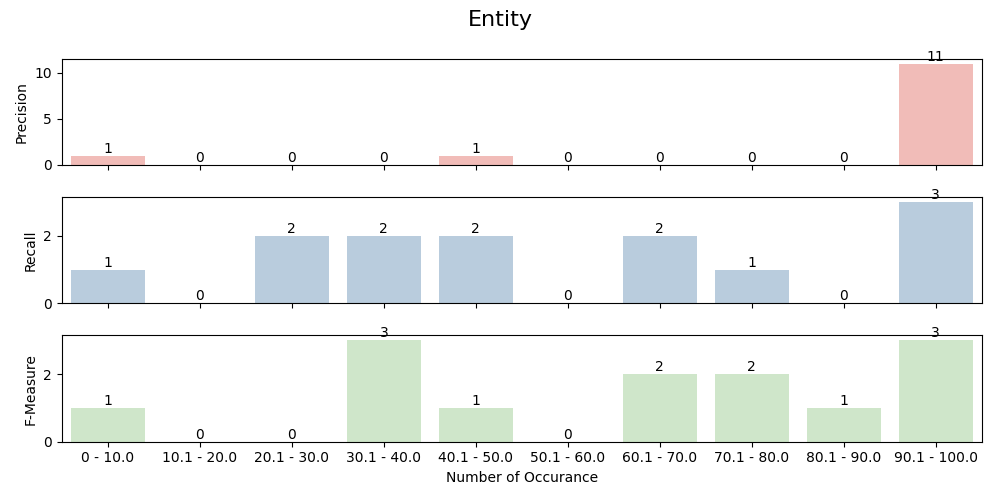 Entity
Precision
10
5
0
1 0 0 0 1 0 0 0 0 11
Recall
2
0
1 0 2 2 2 0 2 1 0 3
F-Measure
2
0
1 0 0 3 1 0 2 2 1 3
0 - 10.0 10.1 - 20.0 20.1 - 30.0 30.1 - 40.0 40.1 - 50.0 50.1 - 60.0 60.1 - 70.0 70.1 - 80.0 80.1 - 90.0 90.1 - 100.0
Number of Occurance